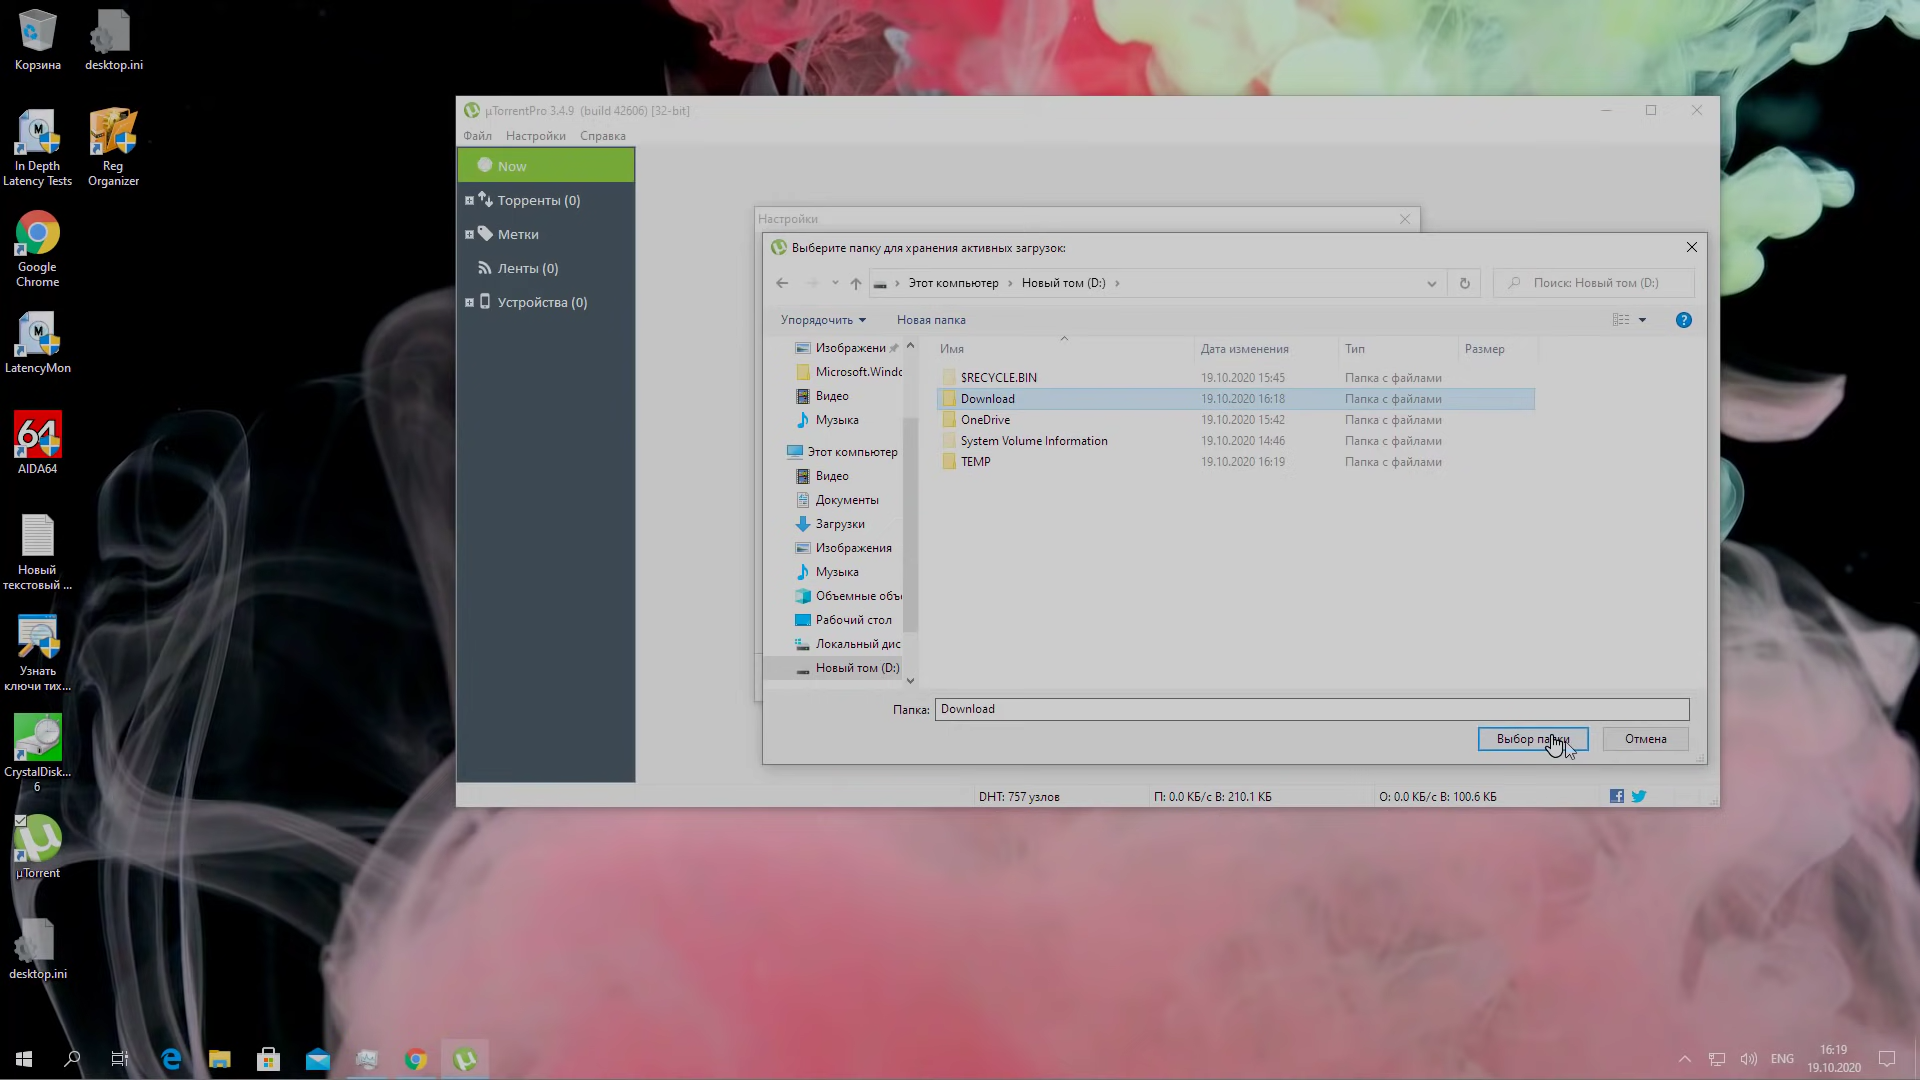 Корзина
desktop.ini
In Depth
Latency Tests
Reg
Organizer
Google
Chrome
LatencyMon
64
AIDA64
Новый
текстовый ...
Узнать
ключи тих...
CrystalDisk...
6
µTorrent
desktop.ini
µTorrentPro 3.4.9 (build 42606) [32-bit]
Файл Настройки Справка
Now
Торренты (0)
Метки
Ленты (0)
Устройства (0)
Настройки
Выберите папку для хранения активных загрузок:
Этот компьютер › Новый том (D:) ›
Поиск: Новый том (D:)
Упорядочить Новая папка
Изображени
Microsoft.Windo
Видео
Музыка
Этот компьютер
Видео
Документы
Загрузки
Изображения
Музыка
Объемные объ
Рабочий стол
Локальный дис
Новый том (D:)
Имя Дата изменения Тип Размер
$RECYCLE.BIN 19.10.2020 15:45 Папка с файлами
Download 19.10.2020 16:18 Папка с файлами
OneDrive 19.10.2020 15:42 Папка с файлами
System Volume Information 19.10.2020 14:46 Папка с файлами
TEMP 19.10.2020 16:19 Папка с файлами
Папка: Download
Выбор папки Отмена
DHT: 757 узлов П: 0.0 КБ/с В: 210.1 КБ О: 0.0 КБ/с В: 100.6 КБ
ENG
16:19
19.10.2020